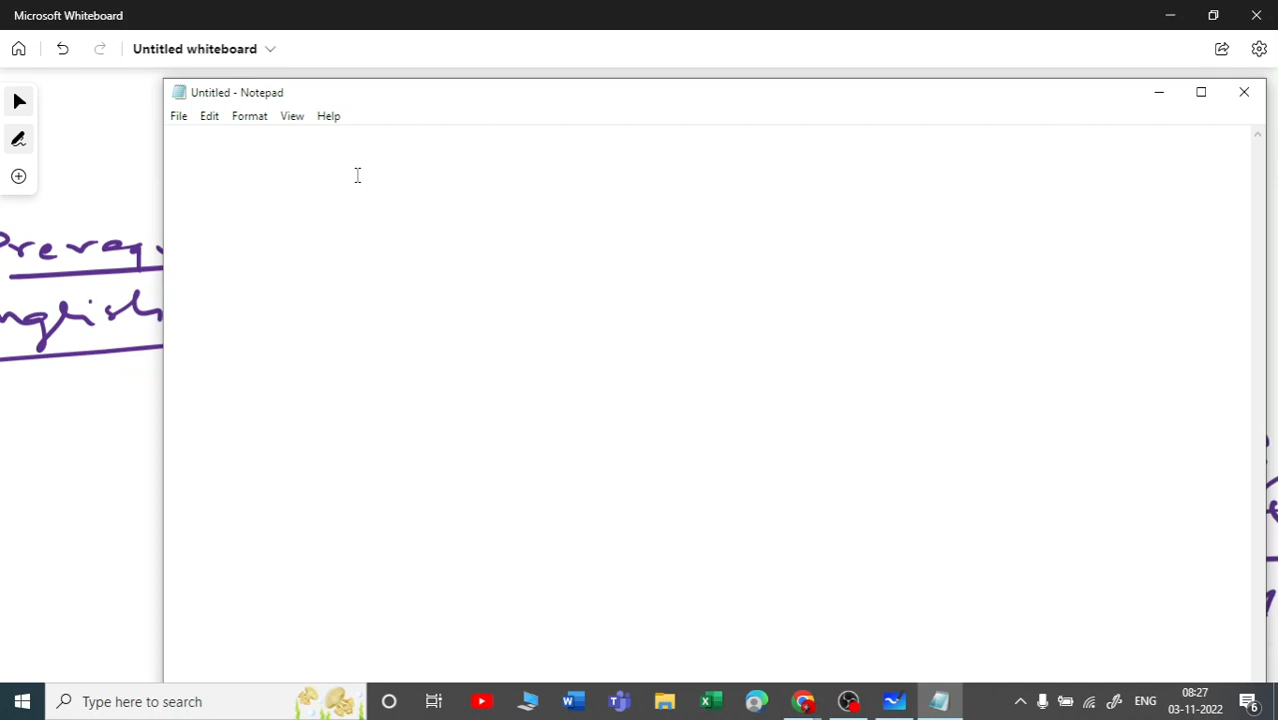 Microsoft Whiteboard
Untitled whiteboard
Untitled - Notepad
File Edit Format View Help
Type here to search
ENG
08:27
03-11-2022
6